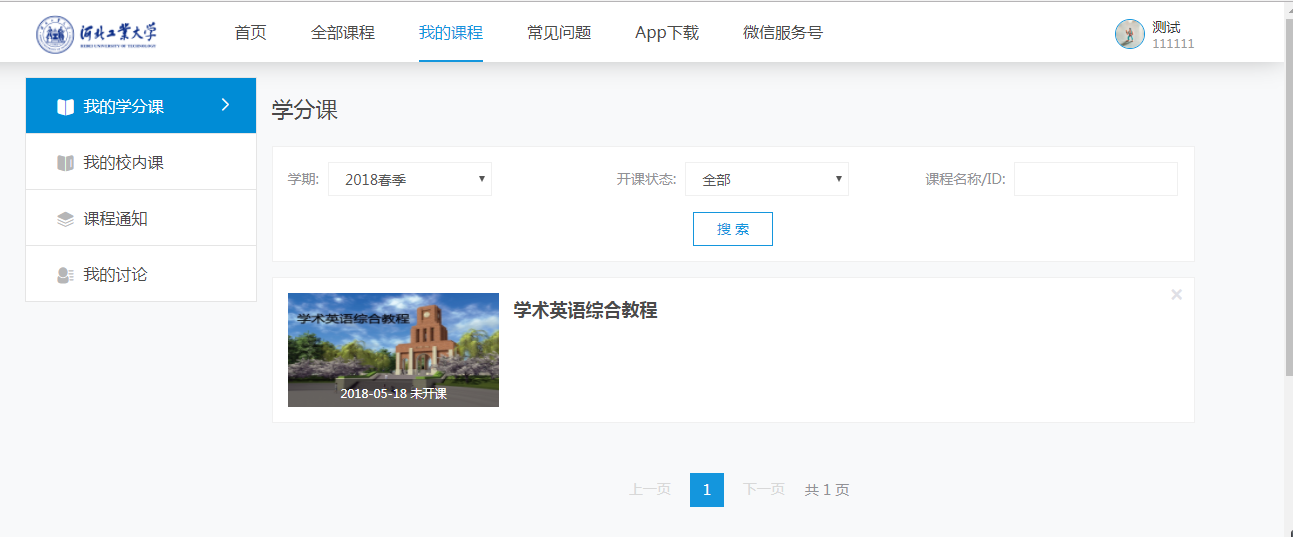 河北工业大学
HEBEI UNIVERSITY OF TECHNOLOGY
首页 全部课程 我的课程 常见问题 App下载 微信服务号
测试
111111
我的学分课
我的校内课
课程通知
我的讨论
学分课
学期: 2018春季 开课状态: 全部 课程名称/ID:
搜 索
学术英语综合教程
2018-05-18 未开课
学术英语综合教程
上一页 1 下一页 共 1 页